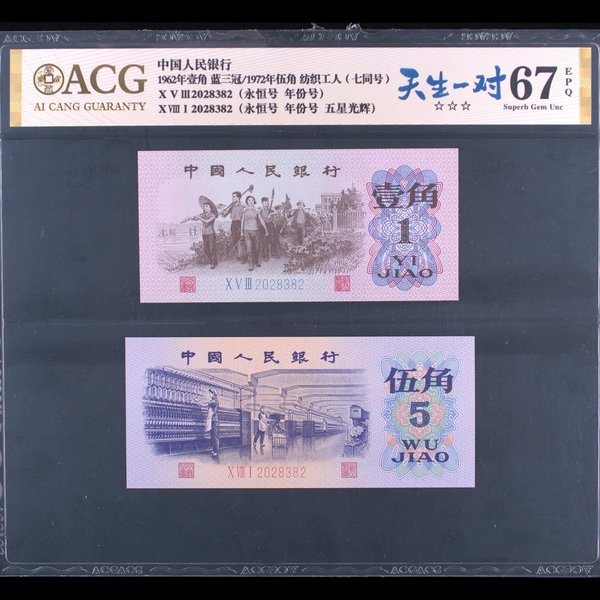 ACG
AI CANG GUARANTY
中国人民银行
1962年壹角 蓝三冠/1972年伍角 纺织工人（七同号）
X V Ⅲ 2028382（永恒号 年份号）
X Ⅷ Ⅰ 2028382（永恒号 年份号 五星光辉）
天生一对
☆☆☆
67
EPQ
Superb Gem Unc
中國人民銀行
壹角
1
YI
JIAO
X V Ⅲ 2028382
中國人民銀行
伍角
5
WU
JIAO
X Ⅷ Ⅰ 2028382